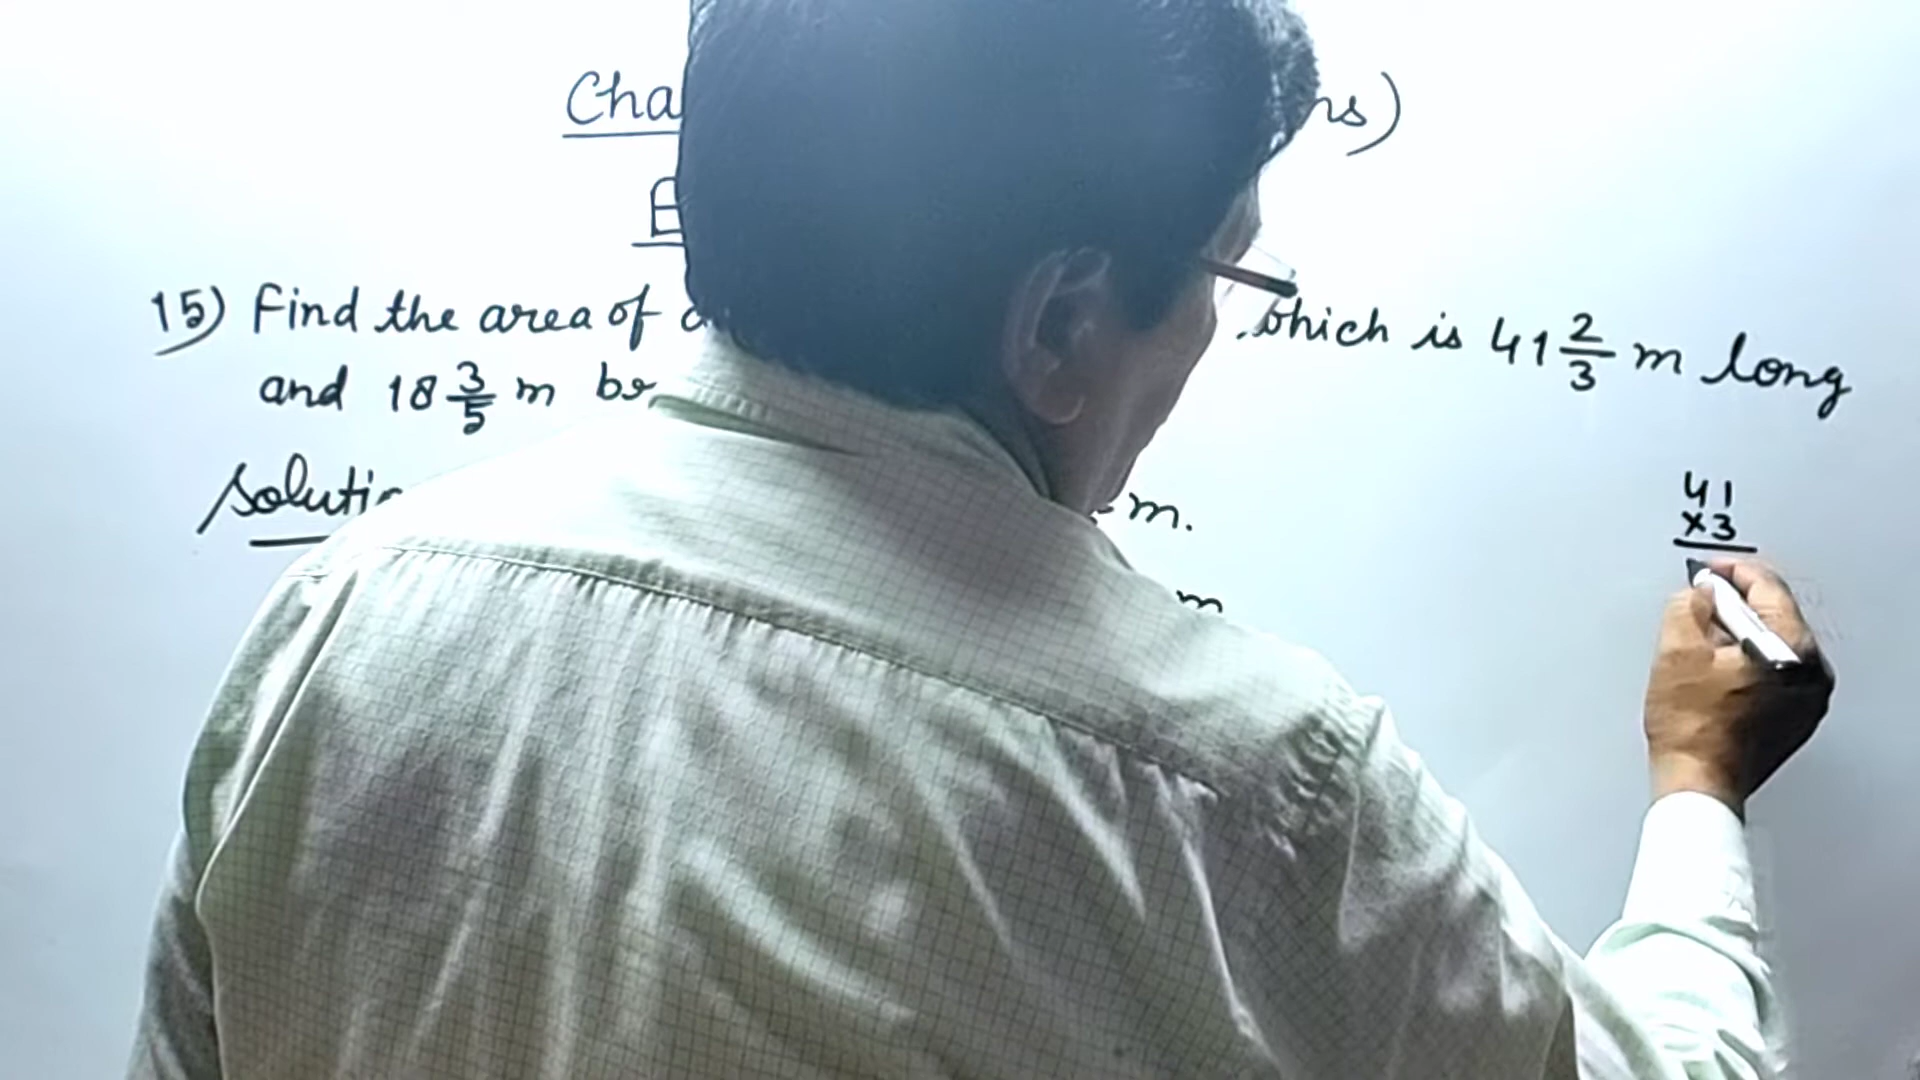 Cha ns)
E
15) Find the area of a which is 41 2/3 m long
and 18 3/5 m br
Solution
m.
m
41
×3